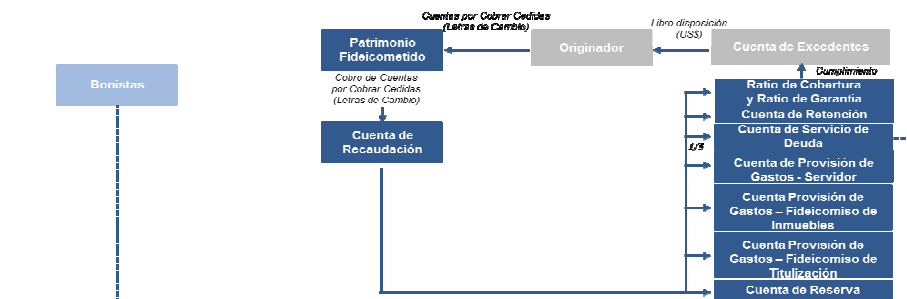 Cuentas por Cobrar Cedidas
(Letras de Cambio)
Libro disposición
(US$)
Patrimonio
Fideicometido
Originador
Cuenta de Excedentes
Bonistas
Cobro de Cuentas
por Cobrar Cedidas
(Letras de Cambio)
Cumplimiento
Ratio de Cobertura
y Ratio de Garantía
Cuenta de Retención
Cuenta de
Recaudación
Cuenta de Servicio de
Deuda
Cuenta de Provisión de
Gastos - Servidor
Cuenta Provisión de
Gastos – Fideicomiso de
Inmuebles
Cuenta Provisión de
Gastos – Fideicomiso de
Titulización
Cuenta de Reserva